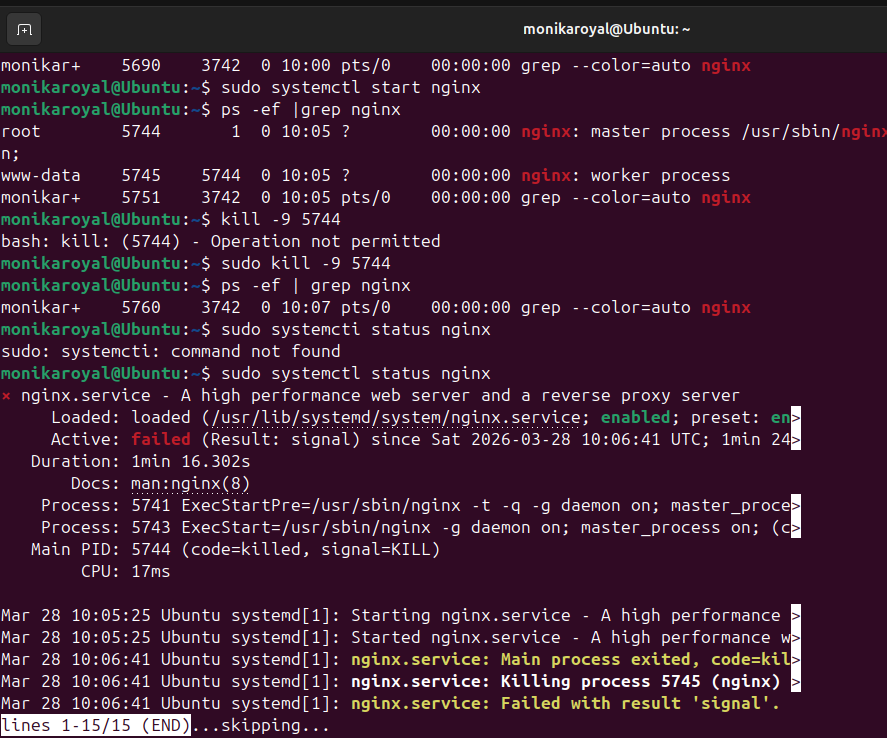 monikaroyal@Ubuntu: ~
monikar+    5690    3742  0 10:00 pts/0    00:00:00 grep --color=auto nginx
monikaroyal@Ubuntu:~$ sudo systemctl start nginx
monikaroyal@Ubuntu:~$ ps -ef |grep nginx
root        5744       1  0 10:05 ?        00:00:00 nginx: master process /usr/sbin/nginx
n;
www-data    5745    5744  0 10:05 ?        00:00:00 nginx: worker process
monikar+    5751    3742  0 10:05 pts/0    00:00:00 grep --color=auto nginx
monikaroyal@Ubuntu:~$ kill -9 5744
bash: kill: (5744) - Operation not permitted
monikaroyal@Ubuntu:~$ sudo kill -9 5744
monikaroyal@Ubuntu:~$ ps -ef | grep nginx
monikar+    5760    3742  0 10:07 pts/0    00:00:00 grep --color=auto nginx
monikaroyal@Ubuntu:~$ sudo systemcti status nginx
sudo: systemcti: command not found
monikaroyal@Ubuntu:~$ sudo systemctl status nginx
× nginx.service - A high performance web server and a reverse proxy server
     Loaded: loaded (/usr/lib/systemd/system/nginx.service; enabled; preset: en>
     Active: failed (Result: signal) since Sat 2026-03-28 10:06:41 UTC; 1min 24>
   Duration: 1min 16.302s
       Docs: man:nginx(8)
    Process: 5741 ExecStartPre=/usr/sbin/nginx -t -q -g daemon on; master_proce>
    Process: 5743 ExecStart=/usr/sbin/nginx -g daemon on; master_process on; (c>
   Main PID: 5744 (code=killed, signal=KILL)
        CPU: 17ms
Mar 28 10:05:25 Ubuntu systemd[1]: Starting nginx.service - A high performance >
Mar 28 10:05:25 Ubuntu systemd[1]: Started nginx.service - A high performance w>
Mar 28 10:06:41 Ubuntu systemd[1]: nginx.service: Main process exited, code=kil>
Mar 28 10:06:41 Ubuntu systemd[1]: nginx.service: Killing process 5745 (nginx) >
Mar 28 10:06:41 Ubuntu systemd[1]: nginx.service: Failed with result 'signal'.
lines 1-15/15 (END)...skipping...